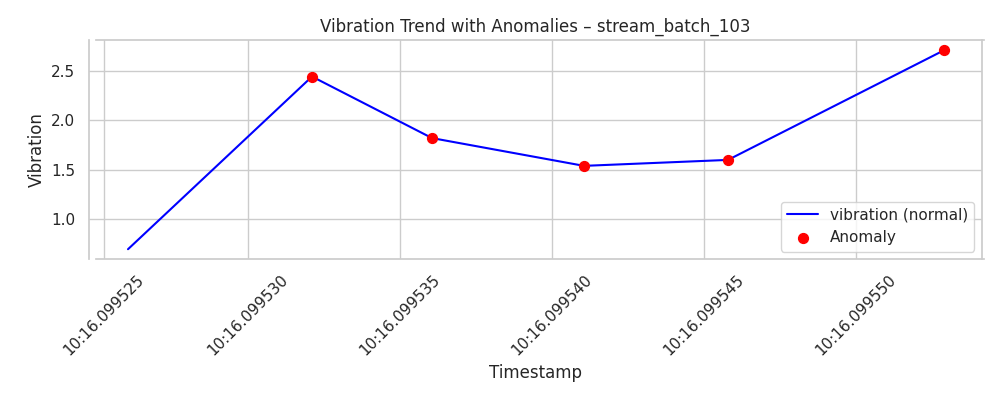 Vibration Trend with Anomalies – stream_batch_103
Vibration
2.5
2.0
1.5
1.0
vibration (normal)
Anomaly
10:16.099525
10:16.099530
10:16.099535
10:16.099540
10:16.099545
10:16.099550
Timestamp